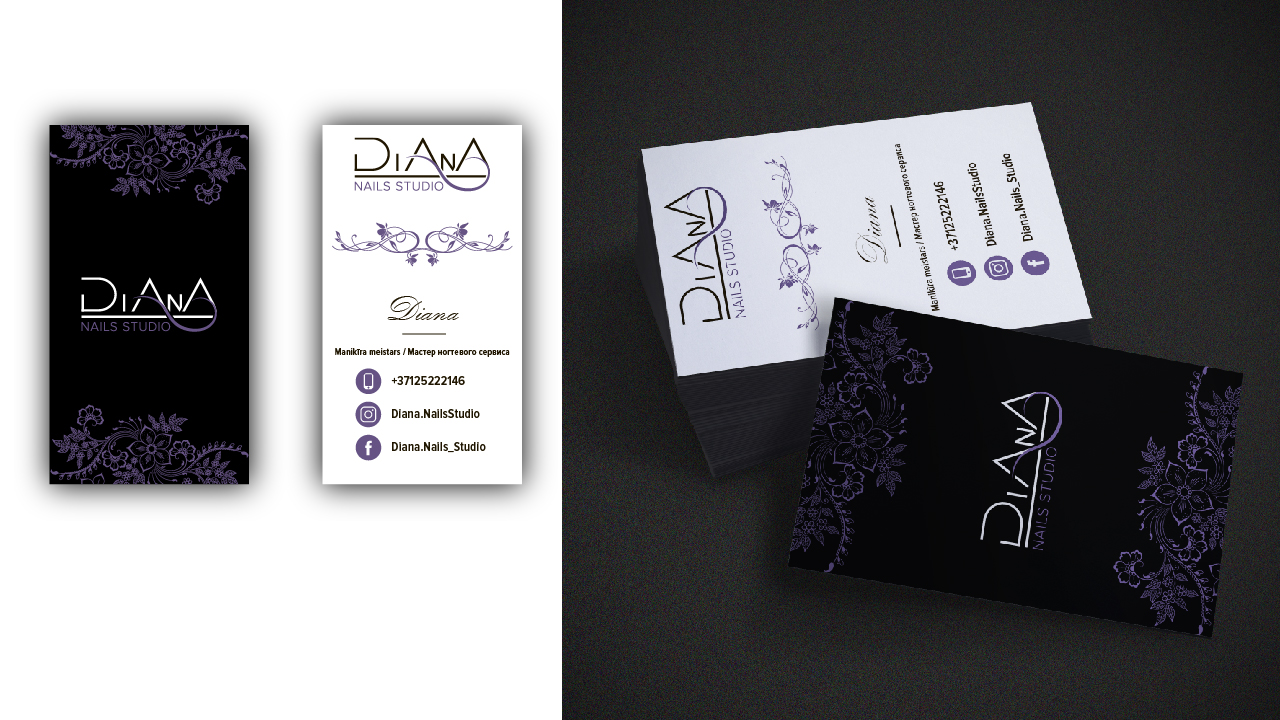 DIANA
NAILS STUDIO
DIANA
NAILS STUDIO
Diana
Manikīra meistars / Мастер ногтевого сервиса
+37125222146
Diana.NailsStudio
Diana.Nails_Studio
DIANA
NAILS STUDIO
Diana
Manikīra meistars / Мастер ногтевого сервиса
+37125222146
Diana.NailsStudio
Diana.Nails_Studio
DIANA
NAILS STUDIO